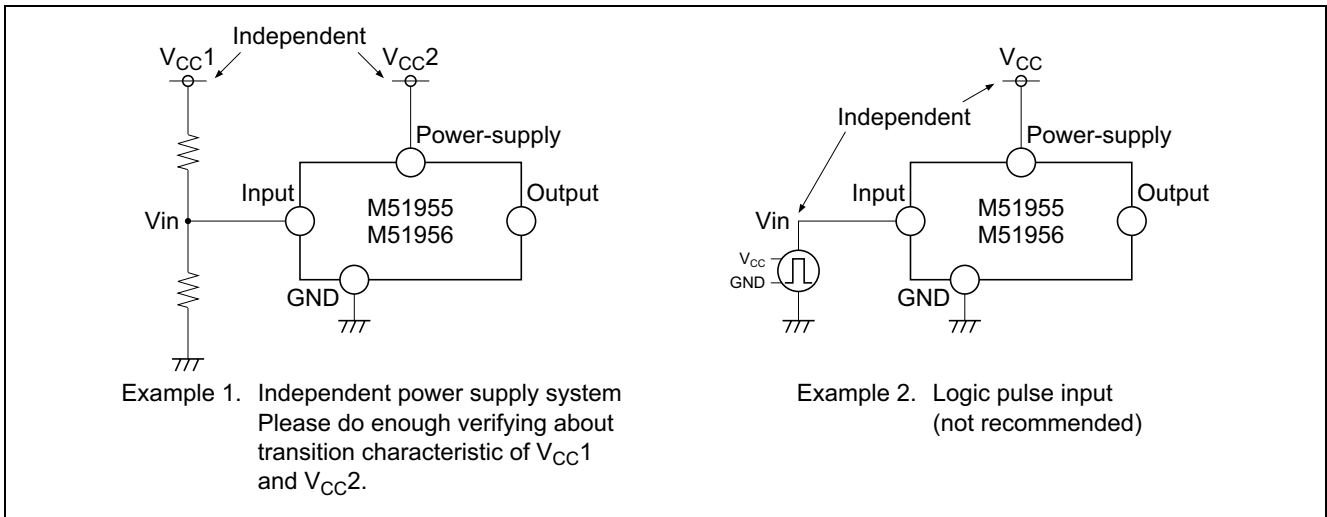 Independent
VCC1
VCC2
Power-supply
Input
M51955
M51956
Output
Vin
GND
Example 1. Independent power supply system
Please do enough verifying about
transition characteristic of VCC1
and VCC2.
VCC
Independent
Power-supply
Input
M51955
M51956
Output
Vin
VCC
GND
GND
Example 2. Logic pulse input
(not recommended)